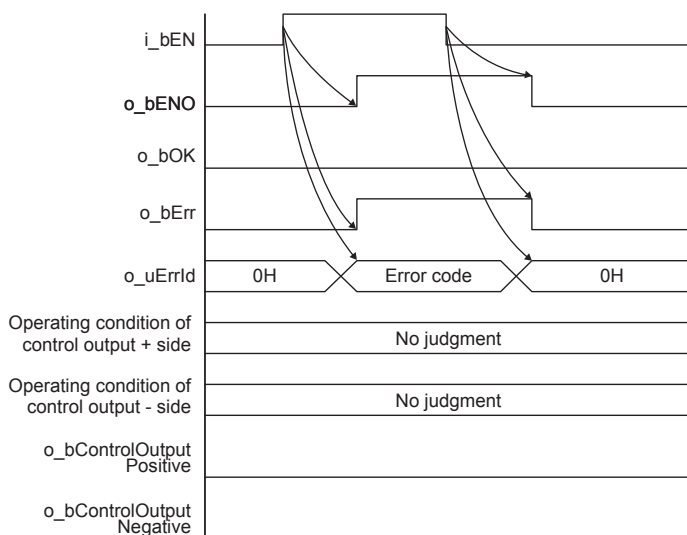 i_bEN
o_bENO
o_bOK
o_bErr
o_uErrId
0H
Error code
0H
Operating condition of
control output + side
No judgment
Operating condition of
control output - side
No judgment
o_bControlOutput
Positive
o_bControlOutput
Negative